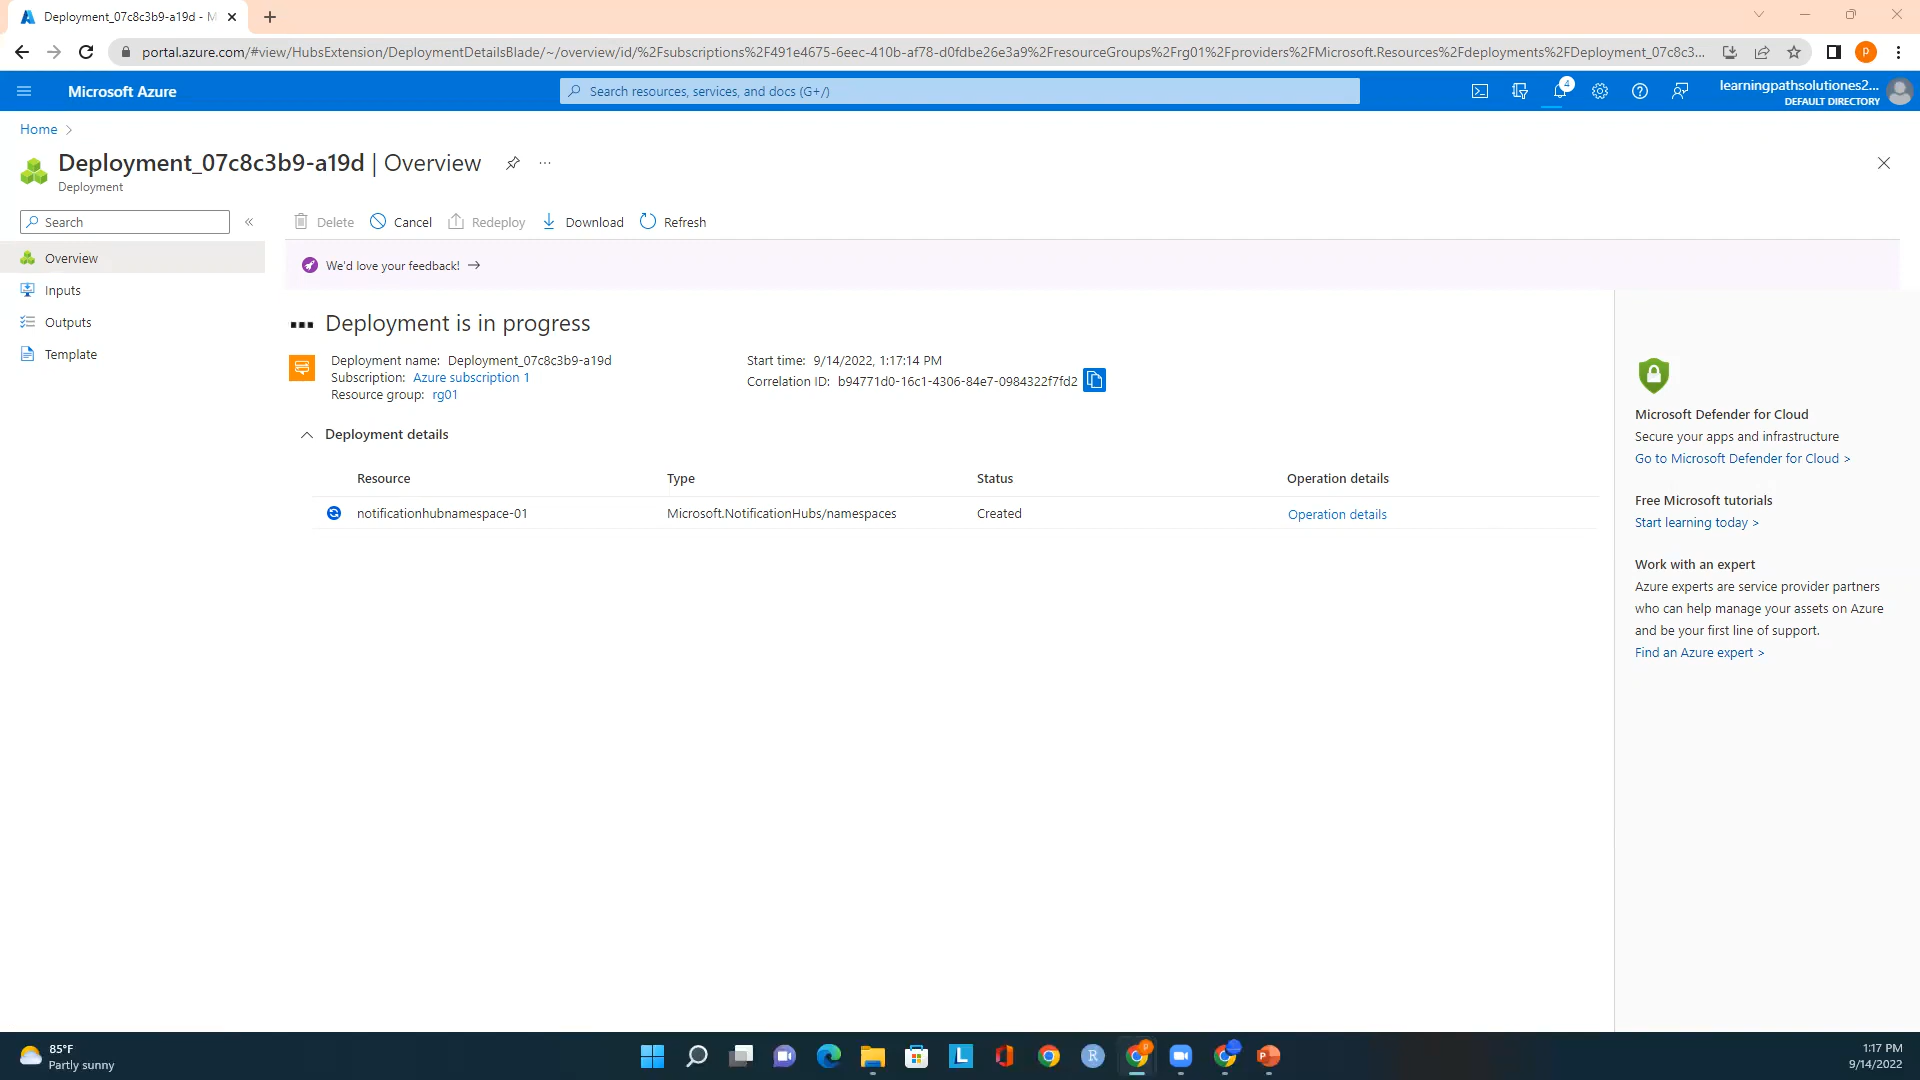 Deployment_07c8c3b9-a19d - M
portal.azure.com/#view/HubsExtension/DeploymentDetailsBlade/~/overview/id/%2Fsubscriptions%2F491e4675-6eec-410b-af78-d0fdbe26e3a9%2FresourceGroups%2Frg01%2Fproviders%2FMicrosoft.Resources%2Fdeployments%2FDeployment_07c8c3...
P
Microsoft Azure
Search resources, services, and docs (G+/)
4
learningpathsolutiones2...
DEFAULT DIRECTORY
Home
Deployment_07c8c3b9-a19d | Overview
Deployment
Search
Delete
Cancel
Redeploy
Download
Refresh
We'd love your feedback!
Overview
Inputs
Outputs
Template
Deployment is in progress
Deployment name: Deployment_07c8c3b9-a19d
Subscription: Azure subscription 1
Resource group: rg01
Start time: 9/14/2022, 1:17:14 PM
Correlation ID: b94771d0-16c1-4306-84e7-0984322f7fd2
Deployment details
Resource Type Status Operation details
notificationhubnamespace-01 Microsoft.NotificationHubs/namespaces Created Operation details
Microsoft Defender for Cloud
Secure your apps and infrastructure
Go to Microsoft Defender for Cloud >
Free Microsoft tutorials
Start learning today >
Work with an expert
Azure experts are service provider partners
who can help manage your assets on Azure
and be your first line of support.
Find an Azure expert >
85°F
Partly sunny
L
R
P
P
1:17 PM
9/14/2022